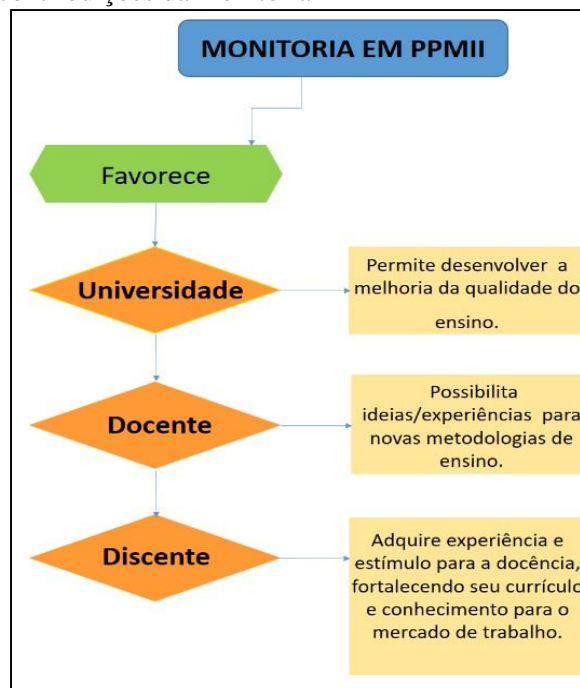 MONITORIA EM PPMII
Favorece
Universidade
Permite desenvolver a
melhoria da qualidade do
ensino.
Docente
Possibilita
ideias/experiências para
novas metodologias de
ensino.
Discente
Adquire experiência e
estímulo para a docência,
fortalecendo seu currículo
e conhecimento para o
mercado de trabalho.